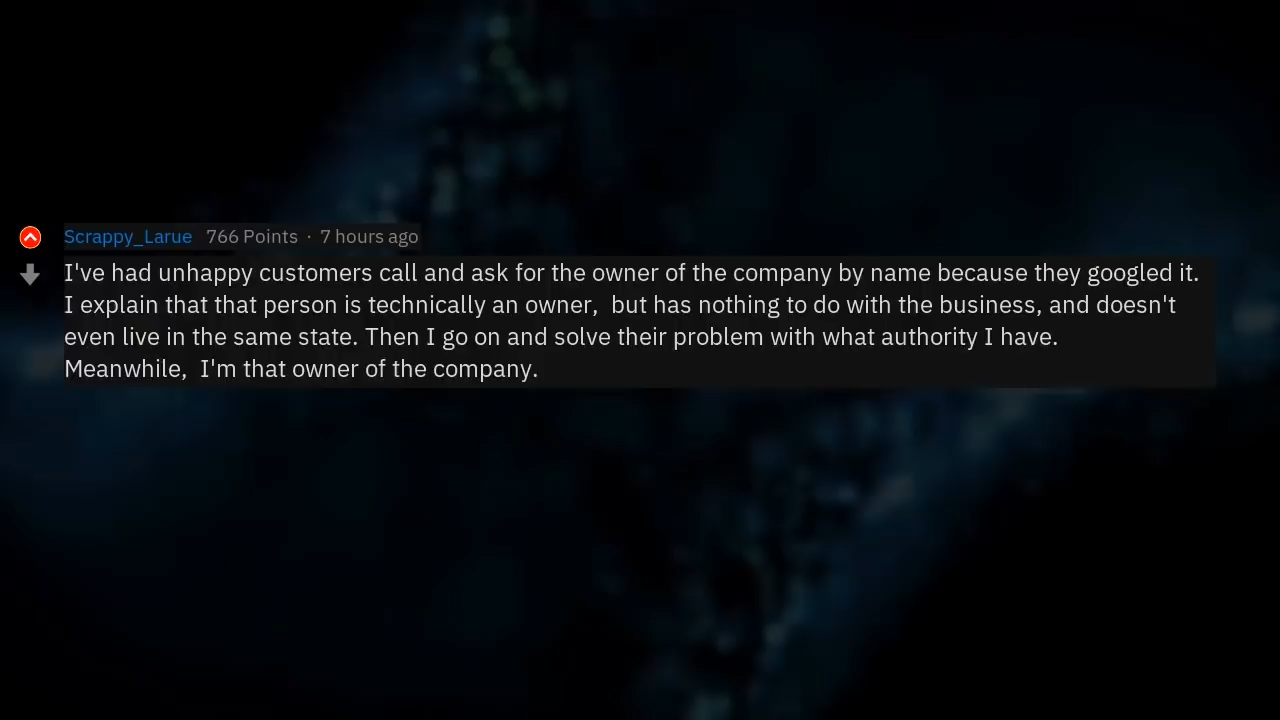 Scrappy_Larue 766 Points · 7 hours ago
I've had unhappy customers call and ask for the owner of the company by name because they googled it.
I explain that that person is technically an owner,  but has nothing to do with the business, and doesn't
even live in the same state. Then I go on and solve their problem with what authority I have.
Meanwhile,  I'm that owner of the company.